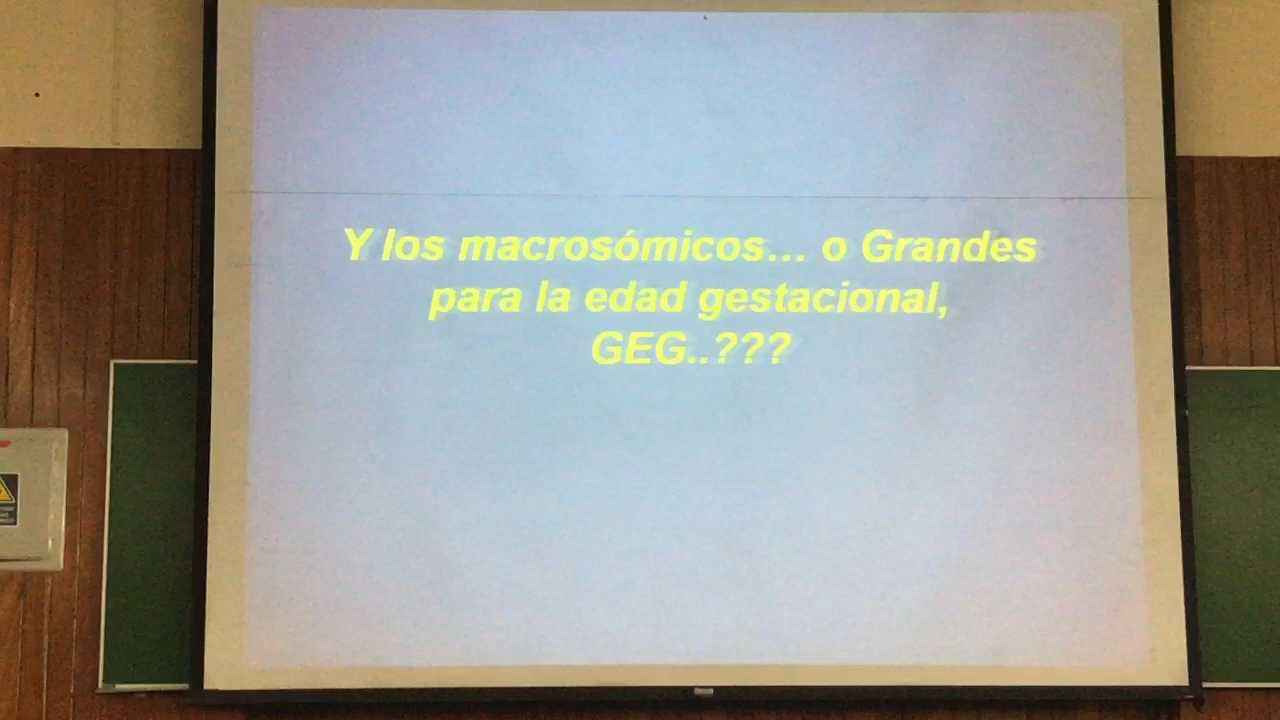 Y los macrosómicos... o Grandes
para la edad gestacional,
GEG..???